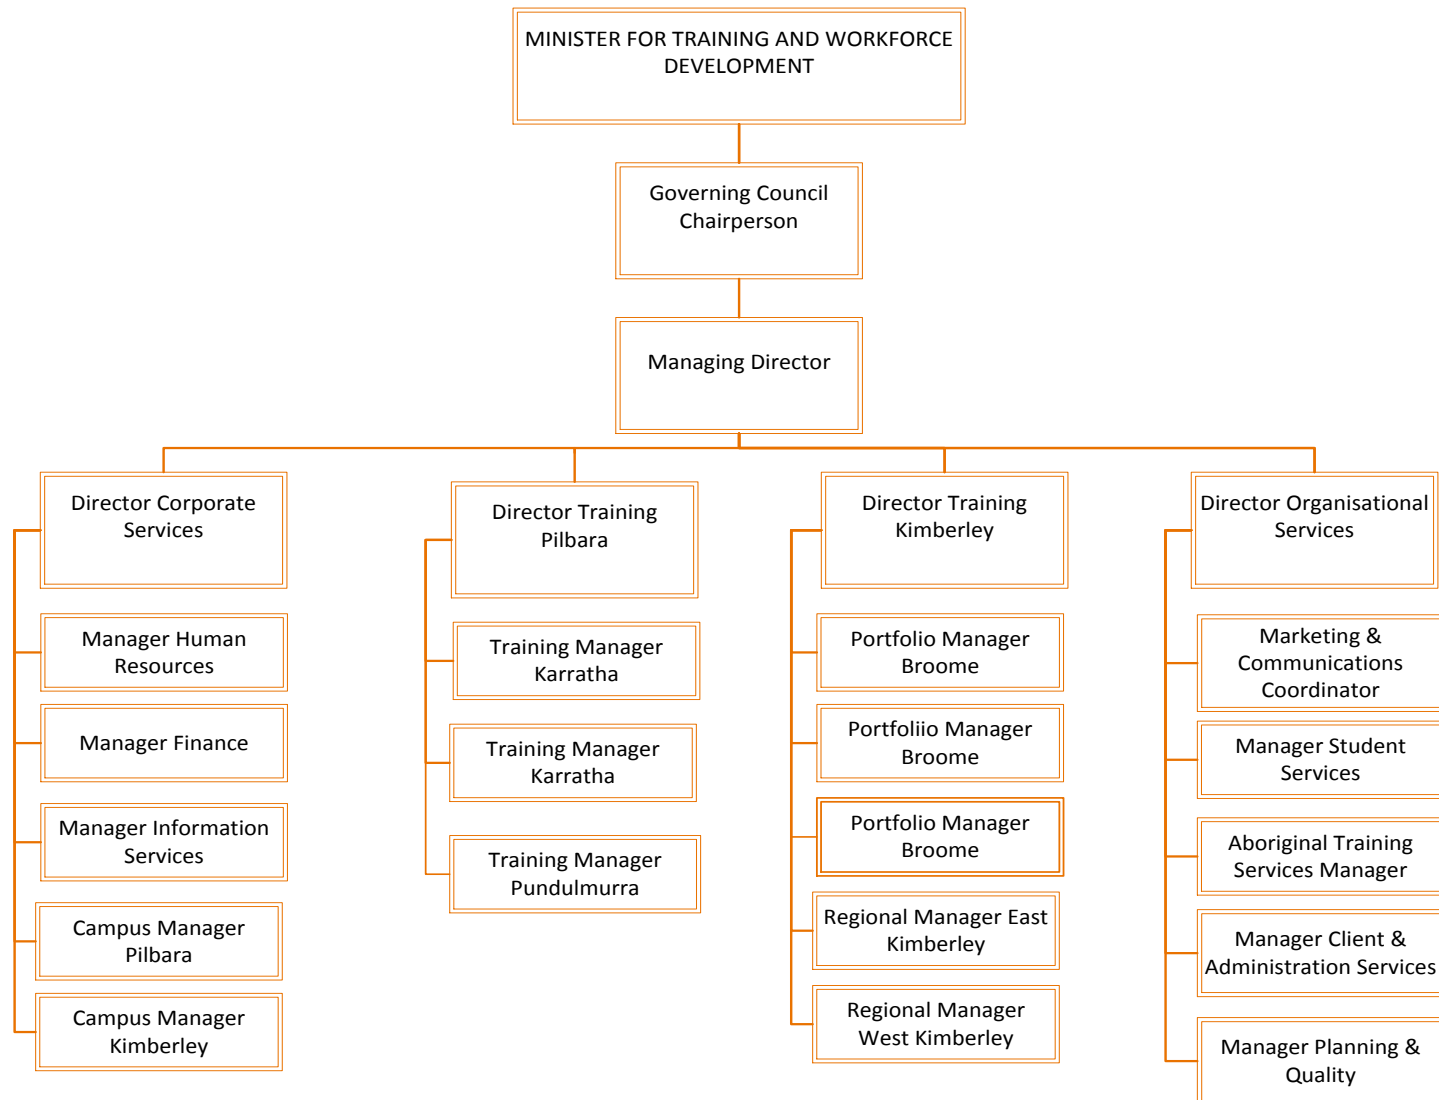 MINISTER FOR TRAINING AND WORKFORCE
DEVELOPMENT
Governing Council
Chairperson
Managing Director
Director Corporate
Services
Manager Human
Resources
Manager Finance
Manager Information
Services
Campus Manager
Pilbara
Campus Manager
Kimberley
Director Training
Pilbara
Training Manager
Karratha
Training Manager
Karratha
Training Manager
Pundulmurra
Director Training
Kimberley
Portfolio Manager
Broome
Portfoliio Manager
Broome
Portfolio Manager
Broome
Regional Manager East
Kimberley
Regional Manager
West Kimberley
Director Organisational
Services
Marketing &
Communications
Coordinator
Manager Student
Services
Aboriginal Training
Services Manager
Manager Client &
Administration Services
Manager Planning &
Quality